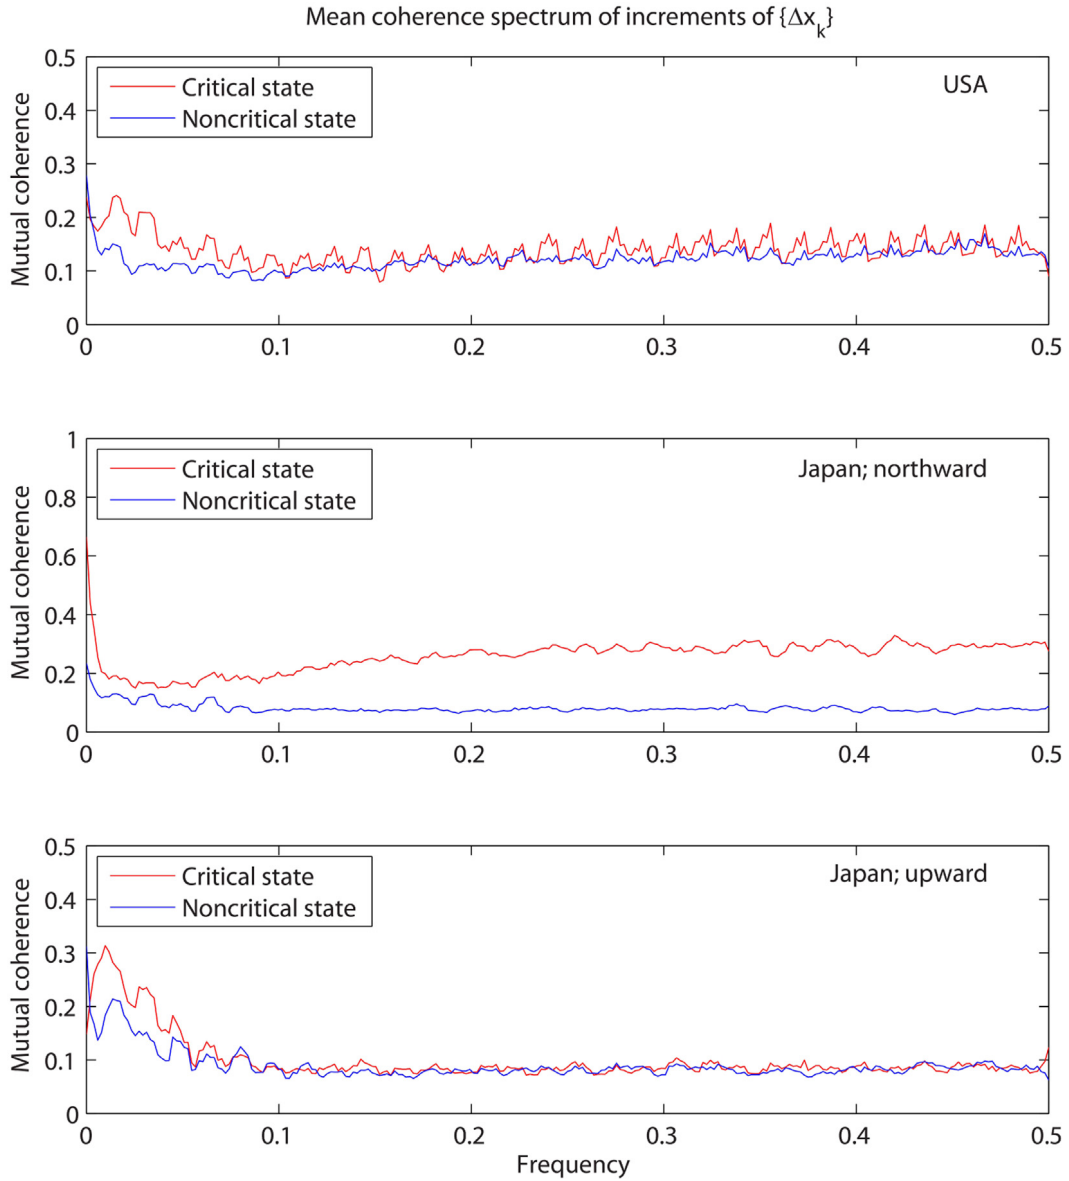 Mean coherence spectrum of increments of {Δx_k}
0.5
0.4
0.3
0.2
0.1
0
Mutual coherence
Critical state
Noncritical state
USA
0 0.1 0.2 0.3 0.4 0.5
1
0.8
0.6
0.4
0.2
0
Mutual coherence
Critical state
Noncritical state
Japan; northward
0 0.1 0.2 0.3 0.4 0.5
0.5
0.4
0.3
0.2
0.1
0
Mutual coherence
Critical state
Noncritical state
Japan; upward
0 0.1 0.2 0.3 0.4 0.5
Frequency